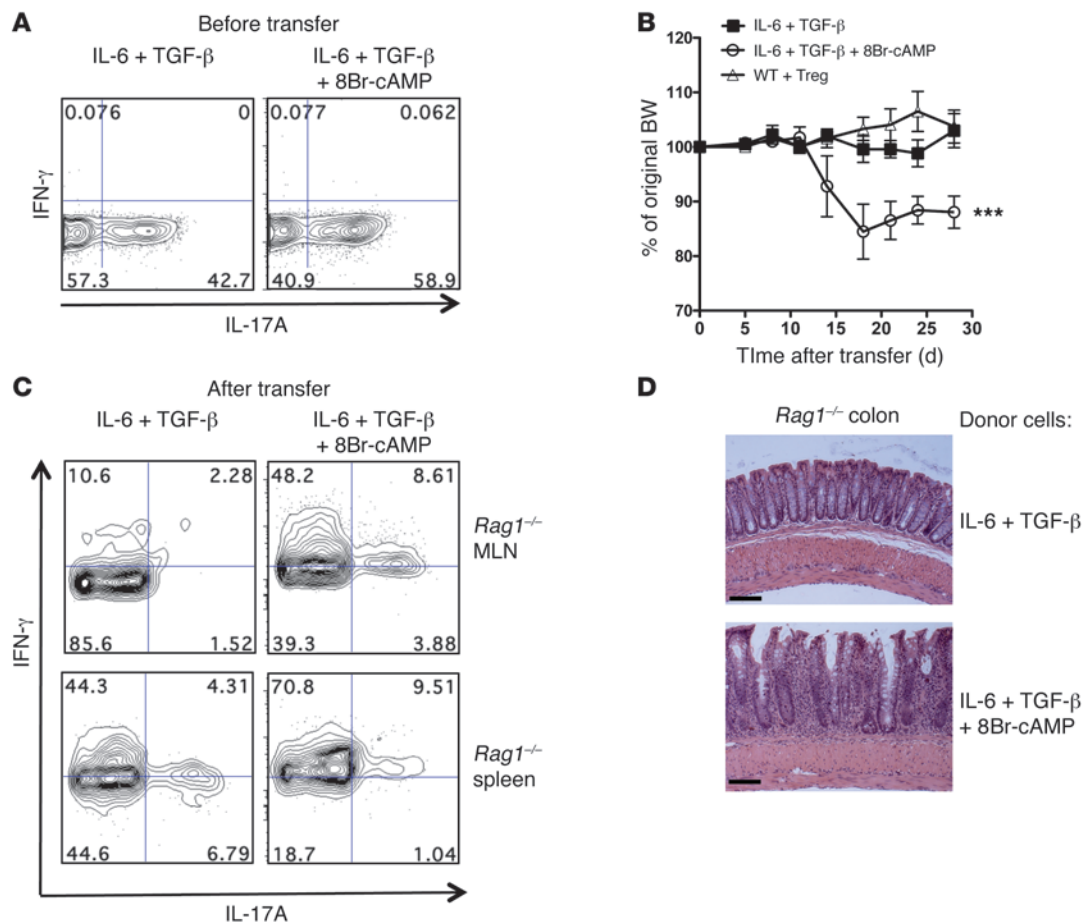 A
Before transfer
IL-6 + TGF-β
IL-6 + TGF-β
+ 8Br-cAMP
0.076
0
0.077
0.062
57.3
42.7
40.9
58.9
IFN-γ
IL-17A
B
IL-6 + TGF-β
IL-6 + TGF-β + 8Br-cAMP
WT + Treg
120
110
100
90
80
70
% of original BW
***
0
5
10
15
20
25
30
TIme after transfer (d)
C
After transfer
IL-6 + TGF-β
IL-6 + TGF-β
+ 8Br-cAMP
10.6
2.28
48.2
8.61
Rag1–/–
MLN
85.6
1.52
39.3
3.88
44.3
4.31
70.8
9.51
Rag1–/–
spleen
44.6
6.79
18.7
1.04
IFN-γ
IL-17A
D
Rag1–/– colon
Donor cells:
IL-6 + TGF-β
IL-6 + TGF-β
+ 8Br-cAMP